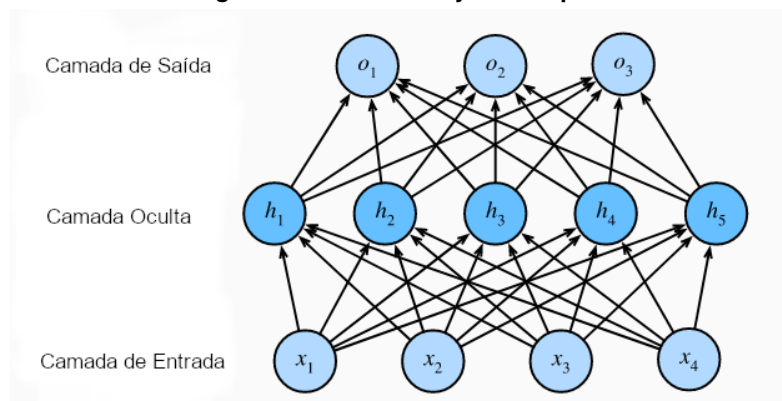 Camada de Saída o1 o2 o3
Camada Oculta h1 h2 h3 h4 h5
Camada de Entrada x1 x2 x3 x4